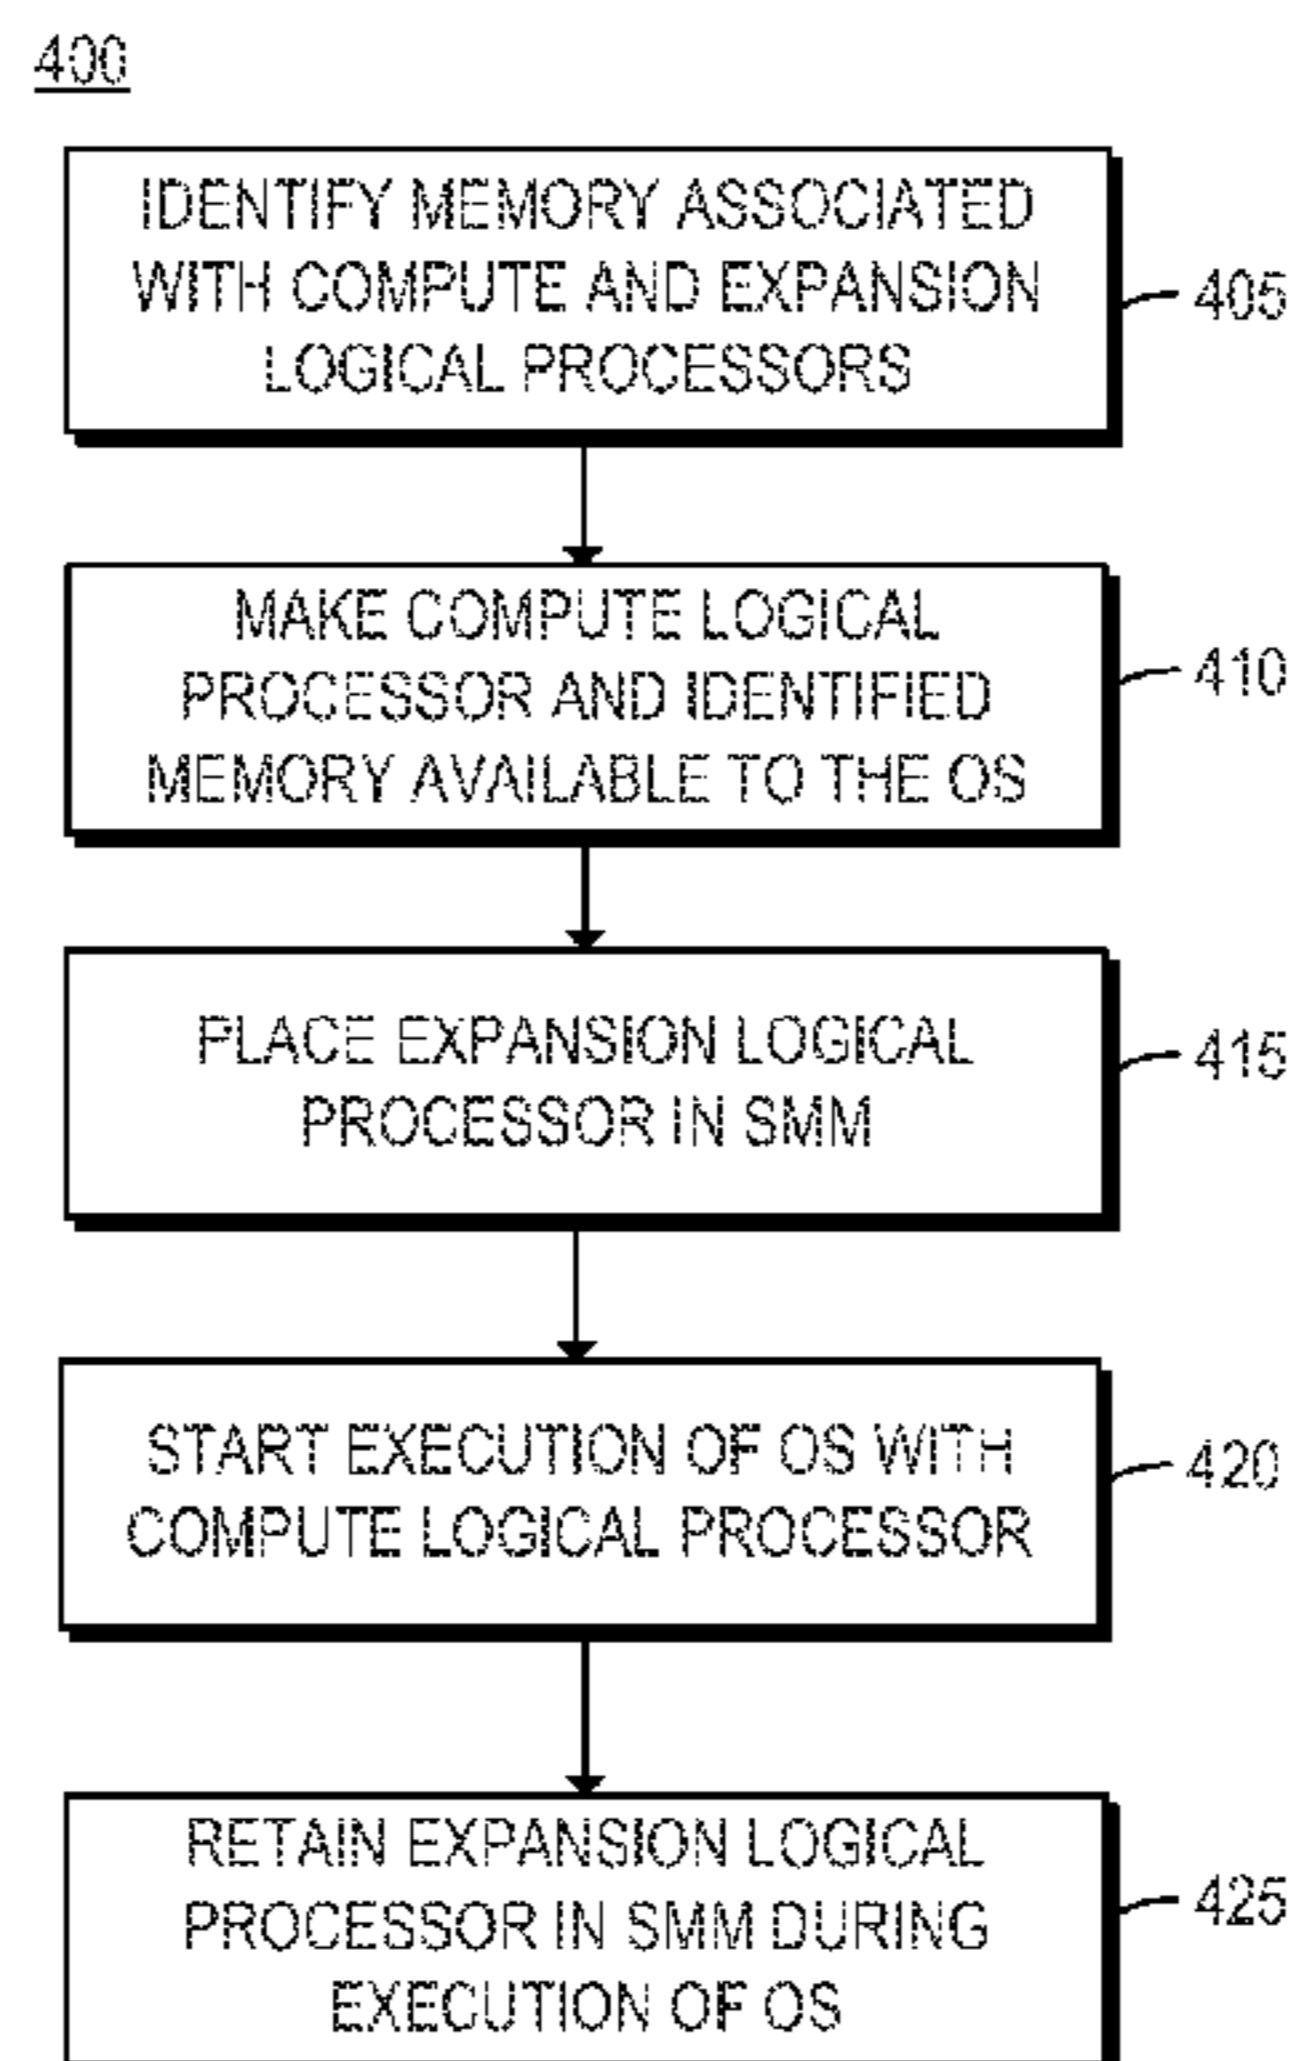 400
IDENTIFY MEMORY ASSOCIATED
WITH COMPUTE AND EXPANSION
LOGICAL PROCESSORS
405
MAKE COMPUTE LOGICAL
PROCESSOR AND IDENTIFIED
MEMORY AVAILABLE TO THE OS
410
PLACE EXPANSION LOGICAL
PROCESSOR IN SMM
415
START EXECUTION OF OS WITH
COMPUTE LOGICAL PROCESSOR
420
RETAIN EXPANSION LOGICAL
PROCESSOR IN SMM DURING
EXECUTION OF OS
425